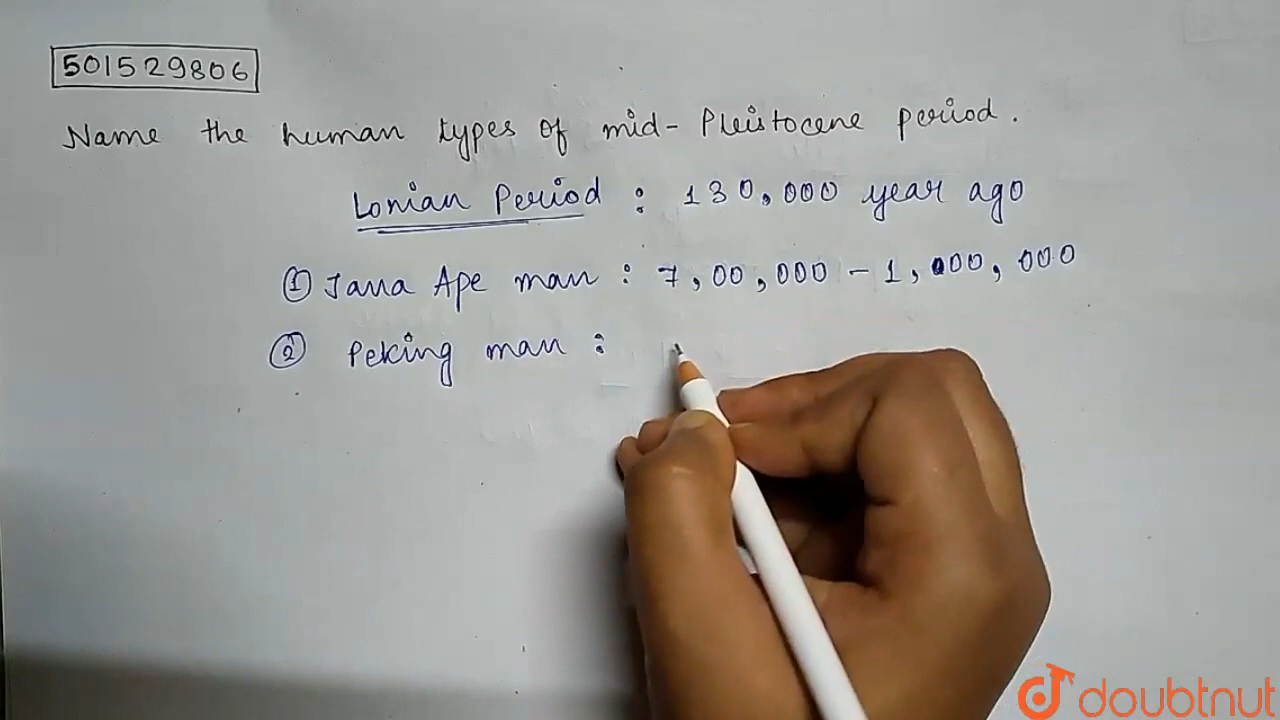 501529806
Name the human types of mid-Pleistocene period.
Lonian Period : 130,000 year ago
① Java Ape man : 7,00,000 - 1,000,000
② Peking man :
doubtnut